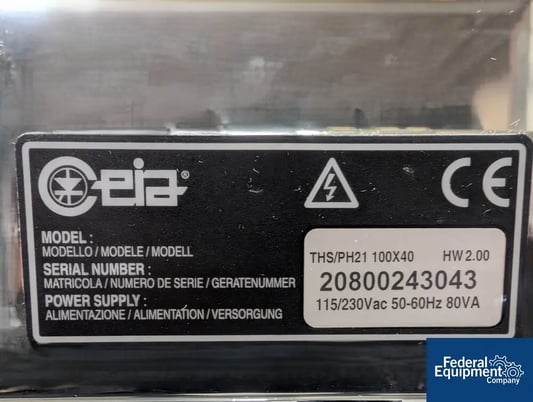 ceia®
CE
MODEL :
MODELLO / MODELE / MODELL
SERIAL NUMBER :
MATRICOLA / NUMERO DE SERIE / GERATENÜMMER
POWER SUPPLY :
ALIMENTAZIONE / ALIMENTATION / VERSORGUNG
THS/PH21 100X40 HW 2.00
20800243043
115/230Vac 50-60Hz 80VA
Federal
Equipment
Company